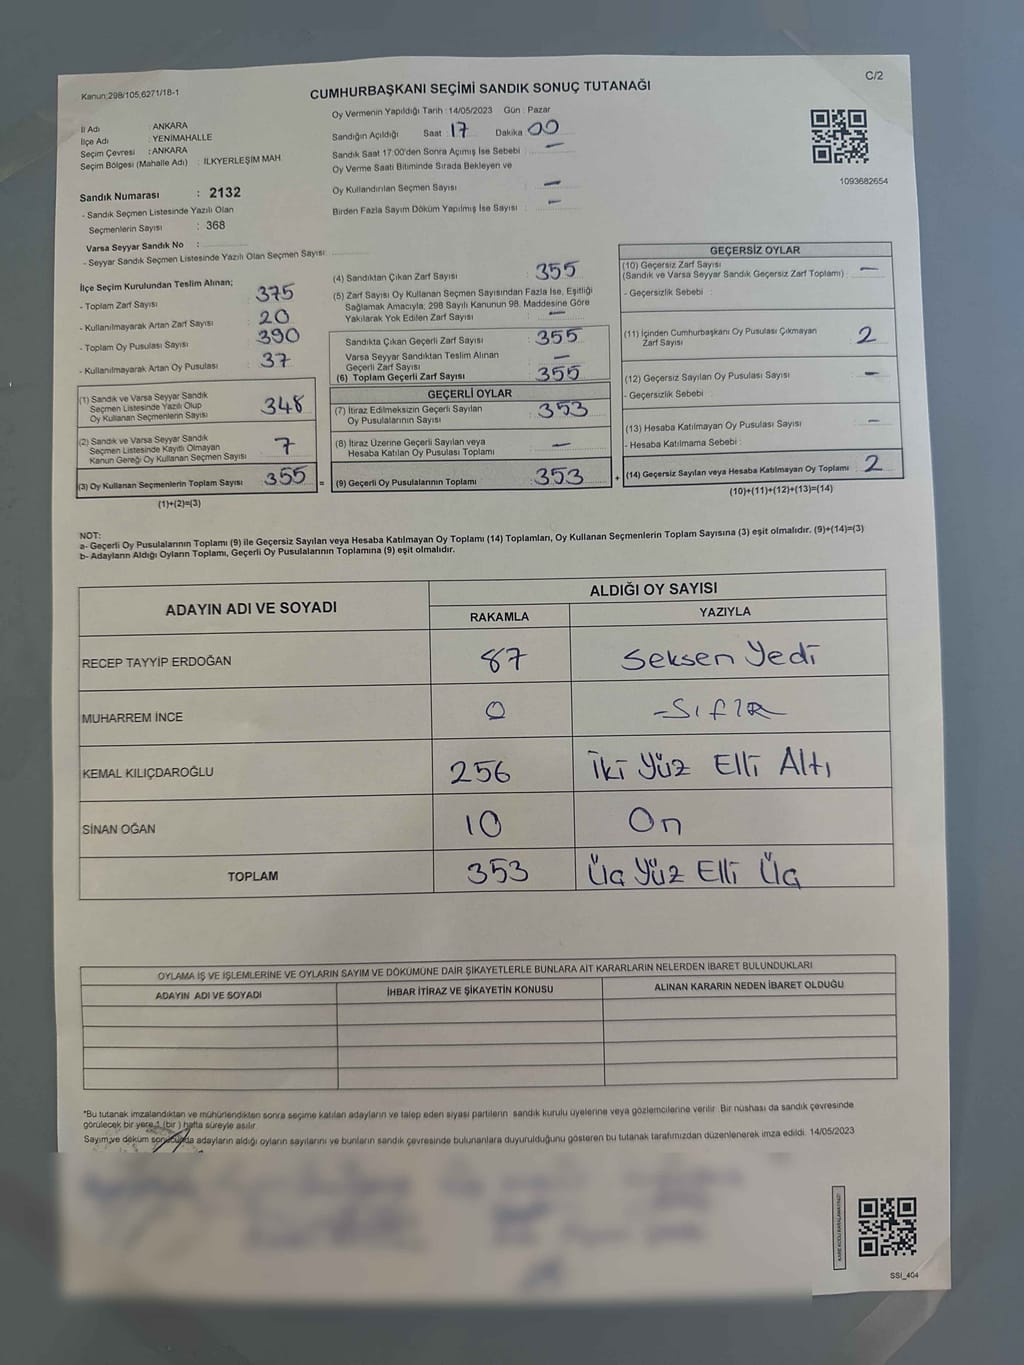 Kanun:298/105,6271/18-1
C/2
CUMHURBAŞKANI SEÇİMİ SANDIK SONUÇ TUTANAĞI
Oy Vermenin Yapıldığı Tarih : 14/05/2023 Gün : Pazar
İl Adı : ANKARA
İlçe Adı : YENİMAHALLE
Seçim Çevresi : ANKARA
Seçim Bölgesi (Mahalle Adı) : İLKYERLEŞİM MAH
Sandığın Açıldığı Saat : 17 Dakika 00
Sandık Saat 17:00'den Sonra Açımış İse Sebebi : —
Oy Verme Saati Bitiminde Sırada Bekleyen ve
Oy Kullandırılan Seçmen Sayısı : —
Birden Fazla Sayım Döküm Yapılmış İse Sayısı : —
1093682654
Sandık Numarası : 2132
- Sandık Seçmen Listesinde Yazılı Olan
Seçmenlerin Sayısı : 368
Varsa Seyyar Sandık No :
- Seyyar Sandık Seçmen Listesinde Yazılı Olan Seçmen Sayısı:
İlçe Seçim Kurulundan Teslim Alınan;
- Toplam Zarf Sayısı : 375
- Kullanılmayarak Artan Zarf Sayısı : 20
- Toplam Oy Pusulası Sayısı : 390
- Kullanılmayarak Artan Oy Pusulası : 37
(1) Sandık ve Varsa Seyyar Sandık
Seçmen Listesinde Yazılı Olup
Oy Kullanan Seçmenlerin Sayısı : 348
(2) Sandık ve Varsa Seyyar Sandık
Seçmen Listesinde Kayıtlı Olmayan
Kanun Gereği Oy Kullanan Seçmen Sayısı : 7
(3) Oy Kullanan Seçmenlerin Toplam Sayısı : 355 =
(1)+(2)=(3)
(4) Sandıktan Çıkan Zarf Sayısı : 355
(5) Zarf Sayısı Oy Kullanan Seçmen Sayısından Fazla İse, Eşitliği
Sağlamak Amacıyla, 298 Sayılı Kanunun 98. Maddesine Göre
Yakılarak Yok Edilen Zarf Sayısı : —
Sandıkta Çıkan Geçerli Zarf Sayısı : 355
Varsa Seyyar Sandıktan Teslim Alınan
Geçerli Zarf Sayısı : —
(6) Toplam Geçerli Zarf Sayısı : 355
GEÇERLİ OYLAR
(7) İtiraz Edilmeksizin Geçerli Sayılan
Oy Pusulalarının Sayısı : 353
(8) İtiraz Üzerine Geçerli Sayılan veya
Hesaba Katılan Oy Pusulası Toplamı : —
(9) Geçerli Oy Pusulalarının Toplamı : 353 +
GEÇERSİZ OYLAR
(10) Geçersiz Zarf Sayısı
(Sandık ve Varsa Seyyar Sandık Geçersiz Zarf Toplamı) : —
- Geçersizlik Sebebi :
(11) İçinden Cumhurbaşkanı Oy Pusulası Çıkmayan
Zarf Sayısı : 2
(12) Geçersiz Sayılan Oy Pusulası Sayısı : —
- Geçersizlik Sebebi :
(13) Hesaba Katılmayan Oy Pusulası Sayısı : —
- Hesaba Katılmama Sebebi :
(14) Geçersiz Sayılan veya Hesaba Katılmayan Oy Toplamı : 2
(10)+(11)+(12)+(13)=(14)
NOT:
a- Geçerli Oy Pusulalarının Toplamı (9) ile Geçersiz Sayılan veya Hesaba Katılmayan Oy Toplamı (14) Toplamları, Oy Kullanan Seçmenlerin Toplam Sayısına (3) eşit olmalıdır. (9)+(14)=(3)
b- Adayların Aldığı Oyların Toplamı, Geçerli Oy Pusulalarının Toplamına (9) eşit olmalıdır.
ADAYIN ADI VE SOYADI
ALDIĞI OY SAYISI
RAKAMLA YAZIYLA
RECEP TAYYİP ERDOĞAN 87 Seksen Yedi
MUHARREM İNCE 0 -Sıfır
KEMAL KILIÇDAROĞLU 256 İki Yüz Elli Altı
SİNAN OĞAN 10 On
TOPLAM 353 Üç Yüz Elli Üç
OYLAMA İŞ VE İŞLEMLERİNE VE OYLARIN SAYIM VE DÖKÜMÜNE DAİR ŞİKAYETLERLE BUNLARA AİT KARARLARIN NELERDEN İBARET BULUNDUKLARI
ADAYIN ADI VE SOYADI İHBAR İTİRAZ VE ŞİKAYETİN KONUSU ALINAN KARARIN NEDEN İBARET OLDUĞU
*Bu tutanak imzalandıktan ve mühürlendikten sonra seçime katılan adayların ve talep eden siyasi partilerin sandık kurulu üyelerine veya gözlemcilerine verilir. Bir nüshası da sandık çevresinde
görülecek bir yere 1 (bir) hafta süreyle asılır.
Sayım ve döküm sonucunda adayların aldığı oyların sayılarını ve bunların sandık çevresinde bulunanlara duyurulduğunu gösteren bu tutanak tarafımızdan düzenlenerek imza edildi. 14/05/2023
SSI_404